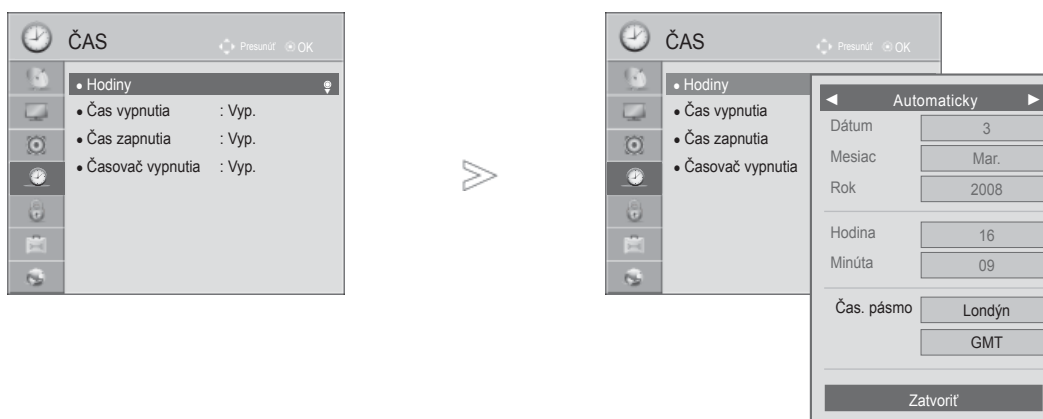 ČAS Presunúť OK
• Hodiny
• Čas vypnutia : Vyp.
• Čas zapnutia : Vyp.
• Časovač vypnutia : Vyp.
ČAS Presunúť OK
• Hodiny
• Čas vypnutia
• Čas zapnutia
• Časovač vypnutia
◄ Automaticky ►
Dátum 3
Mesiac Mar.
Rok 2008
Hodina 16
Minúta 09
Čas. pásmo Londýn
GMT
Zatvoriť